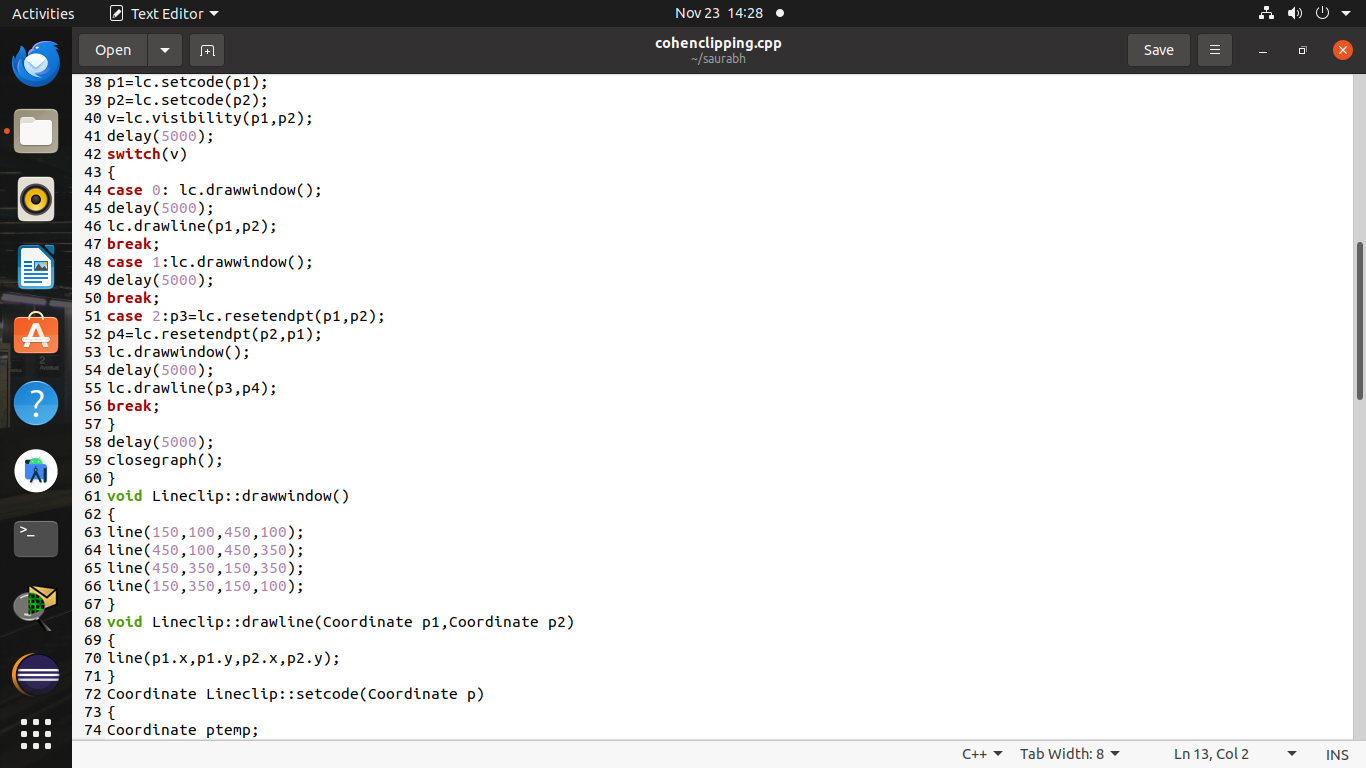 Activities Text Editor Nov 23 14:28
Open cohenclipping.cpp Save
~/saurabh
38 p1=lc.setcode(p1);
39 p2=lc.setcode(p2);
40 v=lc.visibility(p1,p2);
41 delay(5000);
42 switch(v)
43 {
44 case 0: lc.drawwindow();
45 delay(5000);
46 lc.drawline(p1,p2);
47 break;
48 case 1:lc.drawwindow();
49 delay(5000);
50 break;
51 case 2:p3=lc.resetendpt(p1,p2);
52 p4=lc.resetendpt(p2,p1);
53 lc.drawwindow();
54 delay(5000);
55 lc.drawline(p3,p4);
56 break;
57 }
58 delay(5000);
59 closegraph();
60 }
61 void Lineclip::drawwindow()
62 {
63 line(150,100,450,100);
64 line(450,100,450,350);
65 line(450,350,150,350);
66 line(150,350,150,100);
67 }
68 void Lineclip::drawline(Coordinate p1,Coordinate p2)
69 {
70 line(p1.x,p1.y,p2.x,p2.y);
71 }
72 Coordinate Lineclip::setcode(Coordinate p)
73 {
74 Coordinate ptemp;
C++ Tab Width: 8 Ln 13, Col 2 INS